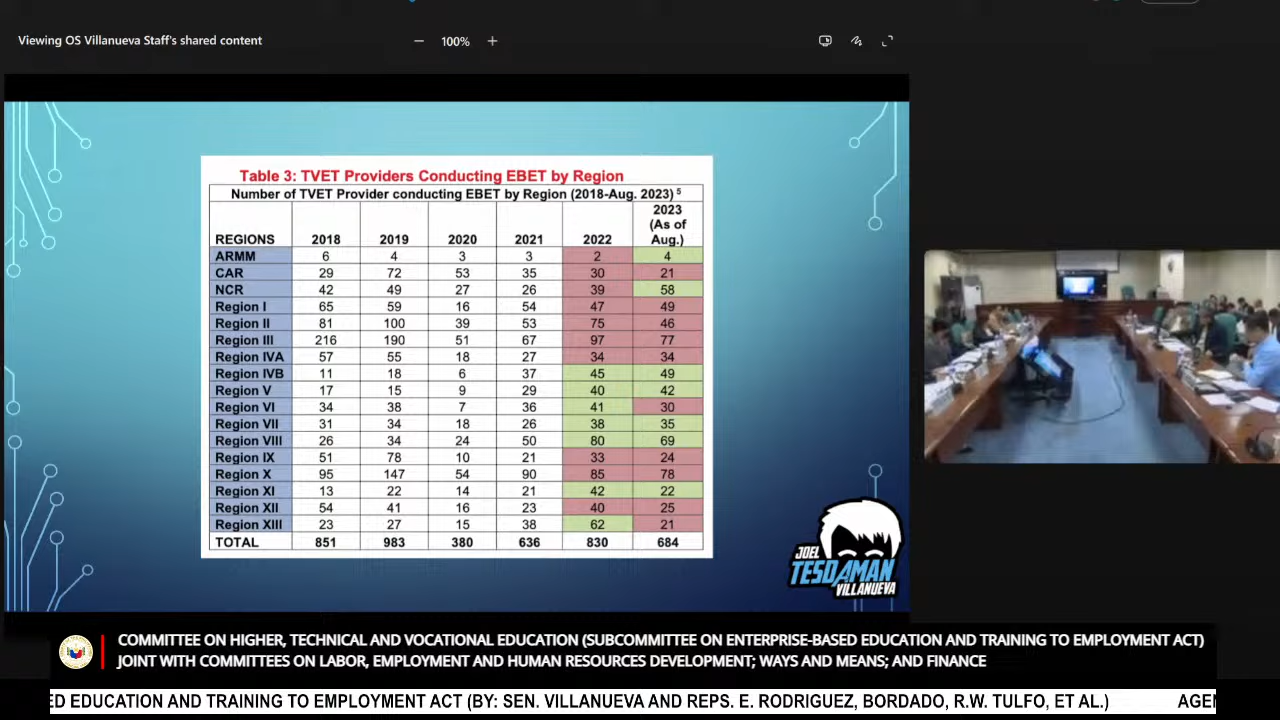 Viewing OS Villanueva Staff's shared content
100%
Table 3: TVET Providers Conducting EBET by Region
Number of TVET Provider conducting EBET by Region (2018-Aug. 2023) 5
REGIONS 2018 2019 2020 2021 2022 2023 (As of Aug.)
ARMM 6 4 3 3 2 4
CAR 29 72 53 35 30 21
NCR 42 49 27 26 39 58
Region I 65 59 16 54 47 49
Region II 81 100 39 53 75 46
Region III 216 190 51 67 97 77
Region IVA 57 55 18 27 34 34
Region IVB 11 18 6 37 45 49
Region V 17 15 9 29 40 42
Region VI 34 38 7 36 41 30
Region VII 31 34 18 26 38 35
Region VIII 26 34 24 50 80 69
Region IX 51 78 10 21 33 24
Region X 95 147 54 90 85 78
Region XI 13 22 14 21 42 22
Region XII 54 41 16 23 40 25
Region XIII 23 27 15 38 62 21
TOTAL 851 983 380 636 830 684
JOEL
TESDAMAN
VILLANUEVA
COMMITTEE ON HIGHER, TECHNICAL AND VOCATIONAL EDUCATION (SUBCOMMITTEE ON ENTERPRISE-BASED EDUCATION AND TRAINING TO EMPLOYMENT ACT)
JOINT WITH COMMITTEES ON LABOR, EMPLOYMENT AND HUMAN RESOURCES DEVELOPMENT; WAYS AND MEANS; AND FINANCE
ED EDUCATION AND TRAINING TO EMPLOYMENT ACT (BY: SEN. VILLANUEVA AND REPS. E. RODRIGUEZ, BORDADO, R.W. TULFO, ET AL.) AGEN